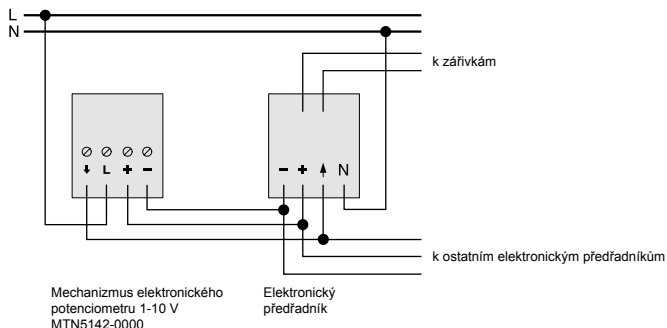 L
N
k zářivkám
L + −
− + N
k ostatním elektronickým předřadníkům
Mechanizmus elektronického
potenciometru 1-10 V
MTN5142-0000
Elektronický
předřadník